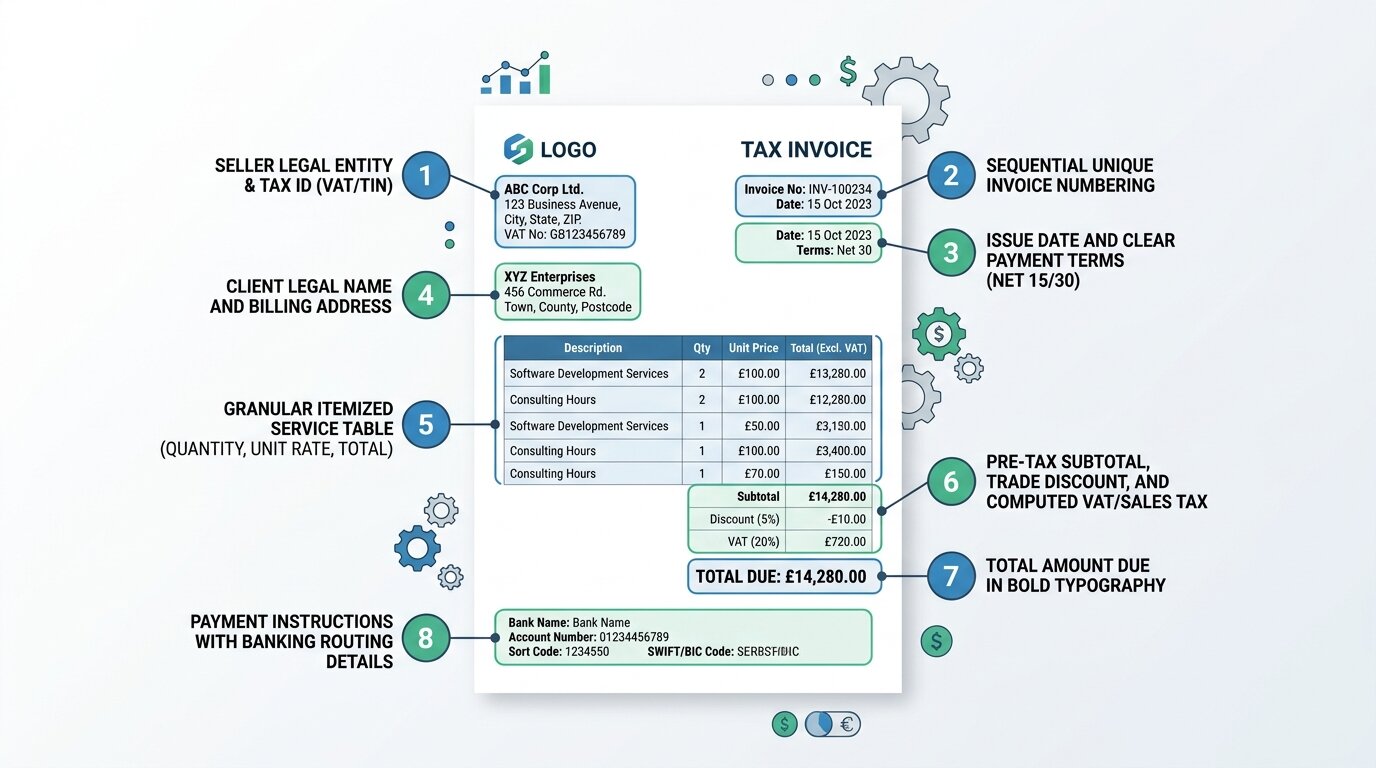 LOGO
TAX INVOICE
SELLER LEGAL ENTITY
& TAX ID (VAT/TIN)
1
ABC Corp Ltd.
123 Business Avenue,
City, State, ZIP.
VAT No: GB123456789
Invoice No: INV-100234
Date: 15 Oct 2023
2
SEQUENTIAL UNIQUE
INVOICE NUMBERING
Date: 15 Oct 2023
Terms: Net 30
3
ISSUE DATE AND CLEAR
PAYMENT TERMS
(NET 15/30)
CLIENT LEGAL NAME
AND BILLING ADDRESS
4
XYZ Enterprises
456 Commerce Rd.
Town, County, Postcode
GRANULAR ITEMIZED
SERVICE TABLE
(QUANTITY, UNIT RATE, TOTAL)
5
Description Qty Unit Price Total (Excl. VAT)
Software Development Services 2 £100.00 £13,280.00
Consulting Hours 2 £100.00 £12,280.00
Software Development Services 1 £50.00 £3,130.00
Consulting Hours 1 £100.00 £3,400.00
Consulting Hours 1 £70.00 £150.00
Subtotal £14,280.00
Discount (5%) -£10.00
VAT (20%) £720.00
6
PRE-TAX SUBTOTAL,
TRADE DISCOUNT, AND
COMPUTED VAT/SALES TAX
TOTAL DUE: £14,280.00
7
TOTAL AMOUNT DUE
IN BOLD TYPOGRAPHY
PAYMENT INSTRUCTIONS
WITH BANKING ROUTING
DETAILS
8
Bank Name: Bank Name
Account Number: 01234456789
Sort Code: 1234550 SWIFT/BIC Code:
$
$
$
$ €